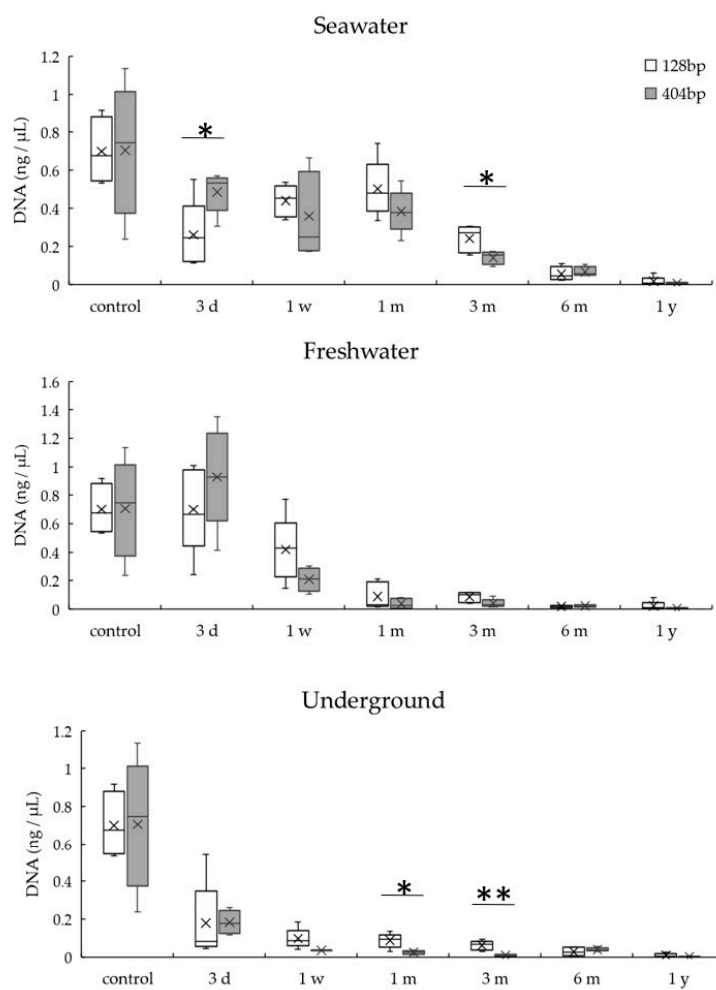 Seawater
128bp
404bp
DNA (ng / μL)
1.2
1
0.8
0.6
0.4
0.2
0
*
*
control 3 d 1 w 1 m 3 m 6 m 1 y
Freshwater
DNA (ng / μL)
1.6
1.4
1.2
1
0.8
0.6
0.4
0.2
0
control 3 d 1 w 1 m 3 m 6 m 1 y
Underground
DNA (ng / μL)
1.2
1
0.8
0.6
0.4
0.2
0
* **
control 3 d 1 w 1 m 3 m 6 m 1 y